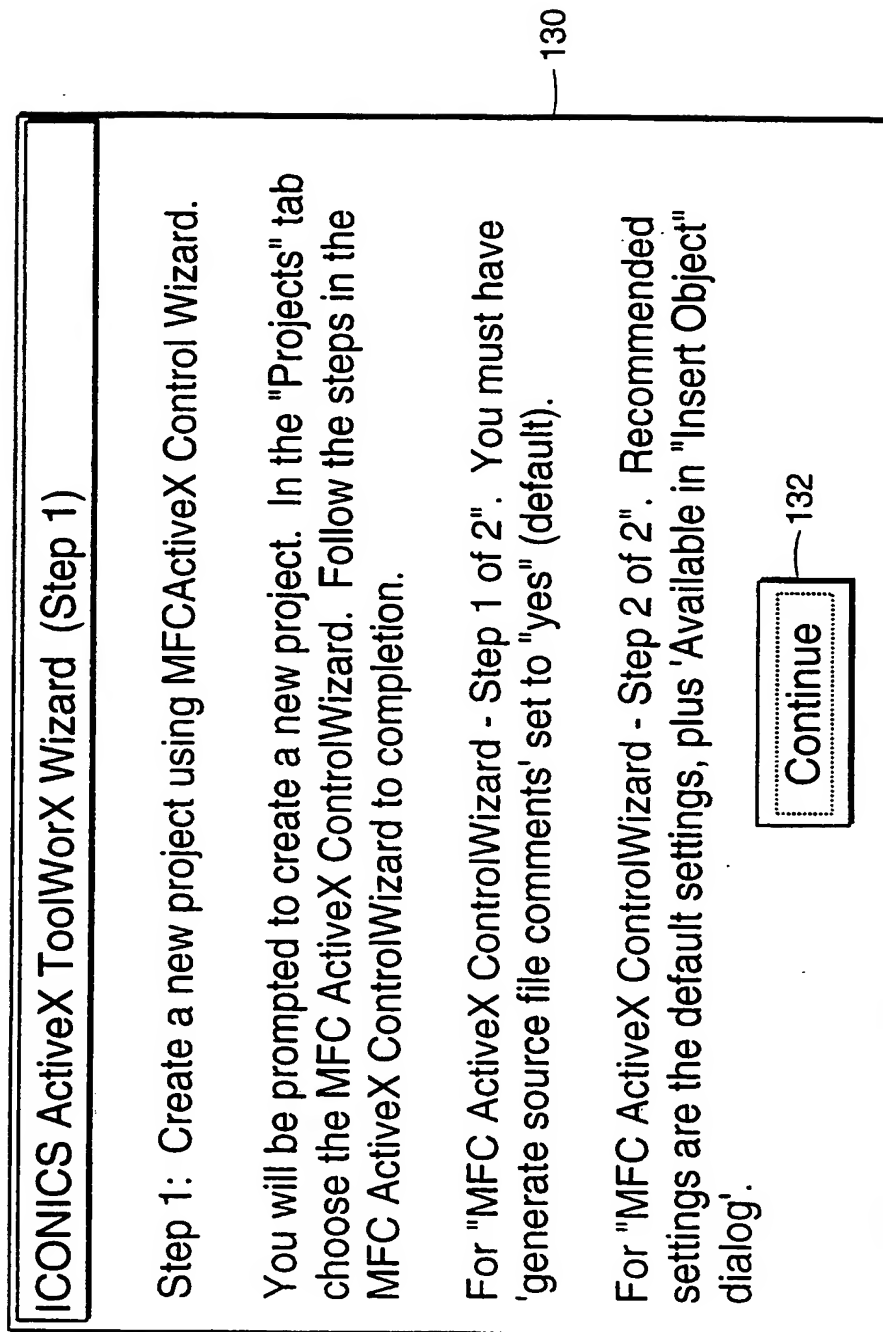 ICONICS ActiveX ToolWorX Wizard (Step 1)
Step 1: Create a new project using MFCActiveX Control Wizard.
You will be prompted to create a new project. In the "Projects" tab
choose the MFC ActiveX ControlWizard. Follow the steps in the
MFC ActiveX ControlWizard to completion.
For "MFC ActiveX ControlWizard - Step 1 of 2". You must have
'generate source file comments' set to "yes" (default).
For "MFC ActiveX ControlWizard - Step 2 of 2". Recommended
settings are the default settings, plus 'Available in "Insert Object"
dialog'.
Continue
132
130